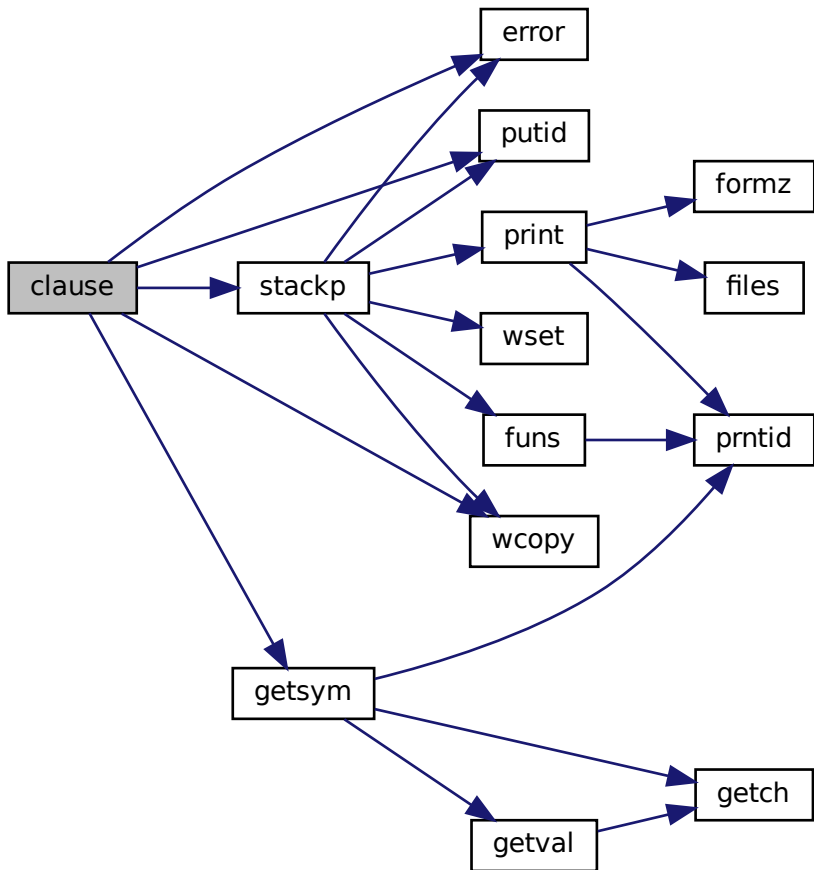 error
putid
formz
print
clause
stackp
files
wset
funs
prntid
wcopy
getsym
getch
getval